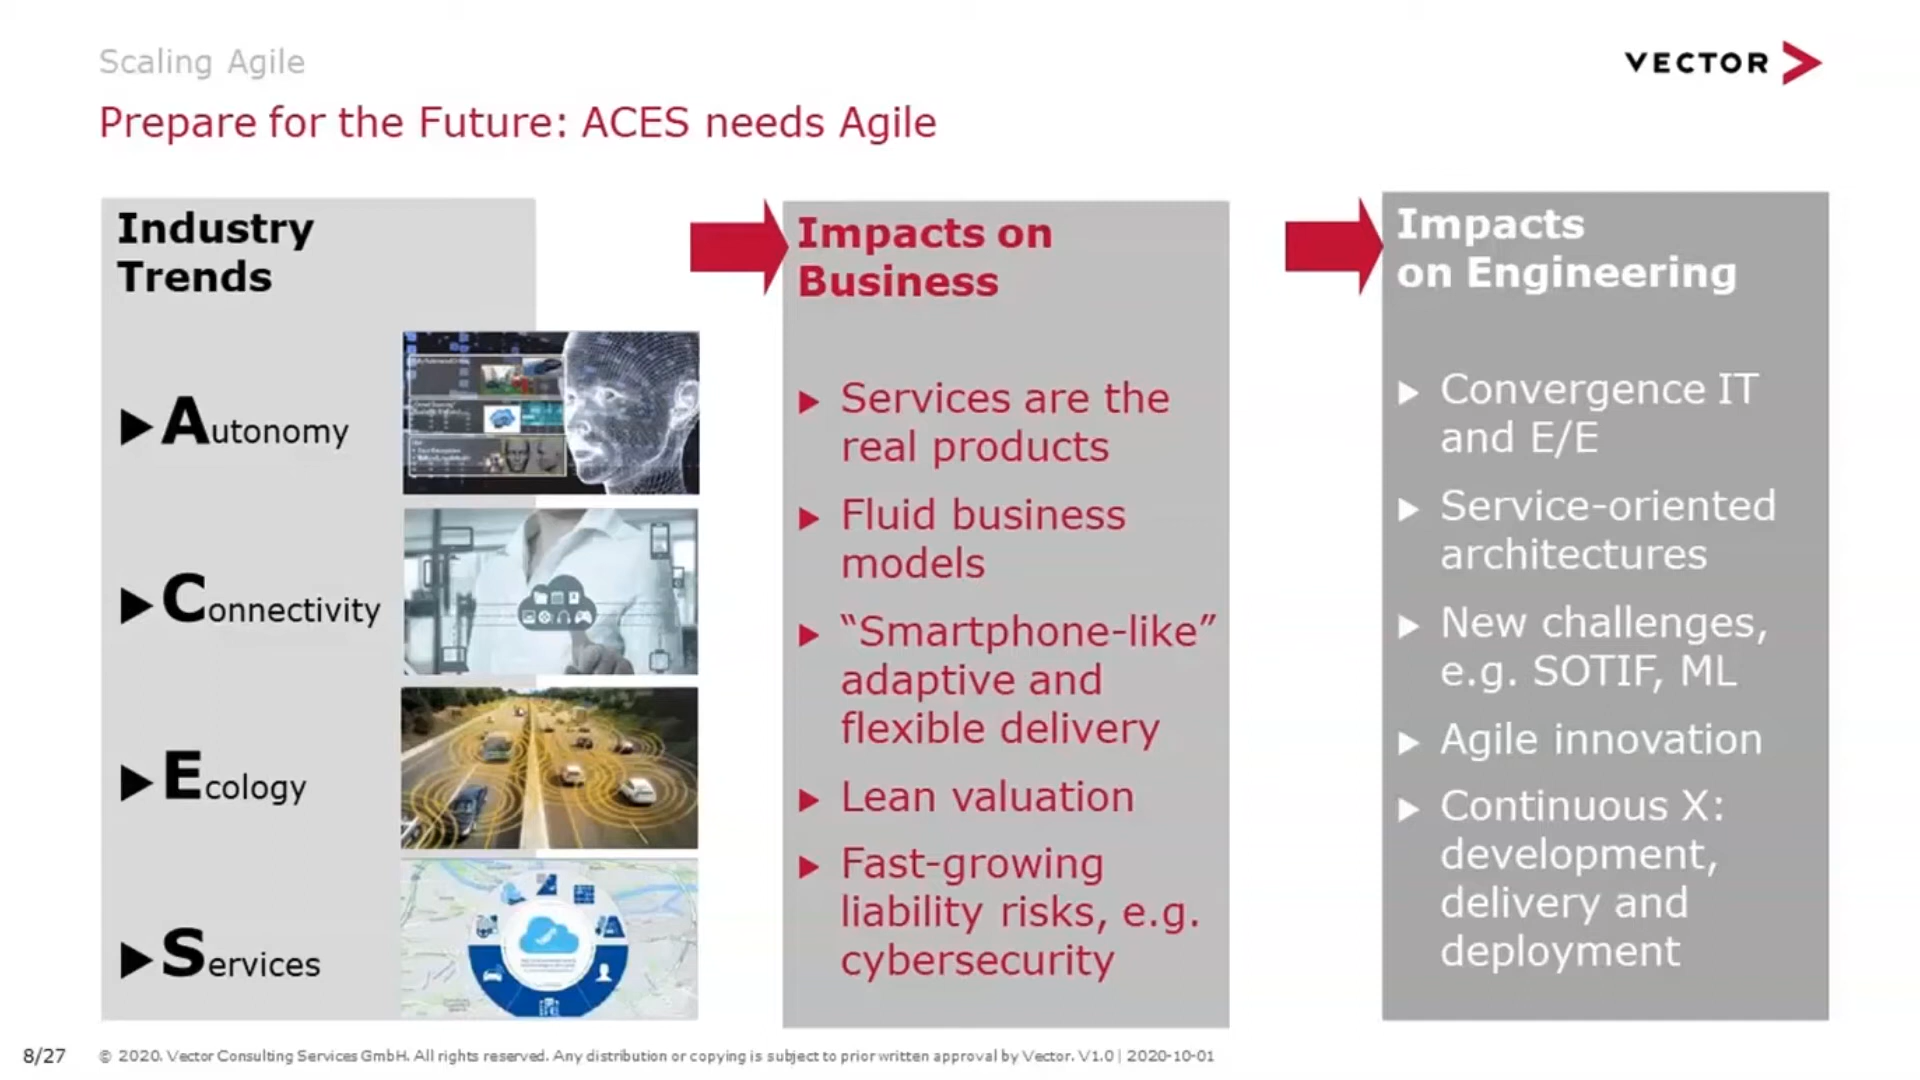 Scaling Agile
VECTOR
Prepare for the Future: ACES needs Agile
Industry
Trends
Autonomy
Connectivity
Ecology
Services
Impacts on
Business
Services are the
real products
Fluid business
models
“Smartphone-like”
adaptive and
flexible delivery
Lean valuation
Fast-growing
liability risks, e.g.
cybersecurity
Impacts
on Engineering
Convergence IT
and E/E
Service-oriented
architectures
New challenges,
e.g. SOTIF, ML
Agile innovation
Continuous X:
development,
delivery and
deployment
8/27
© 2020. Vector Consulting Services GmbH. All rights reserved. Any distribution or copying is subject to prior written approval by Vector. V1.0 | 2020-10-01